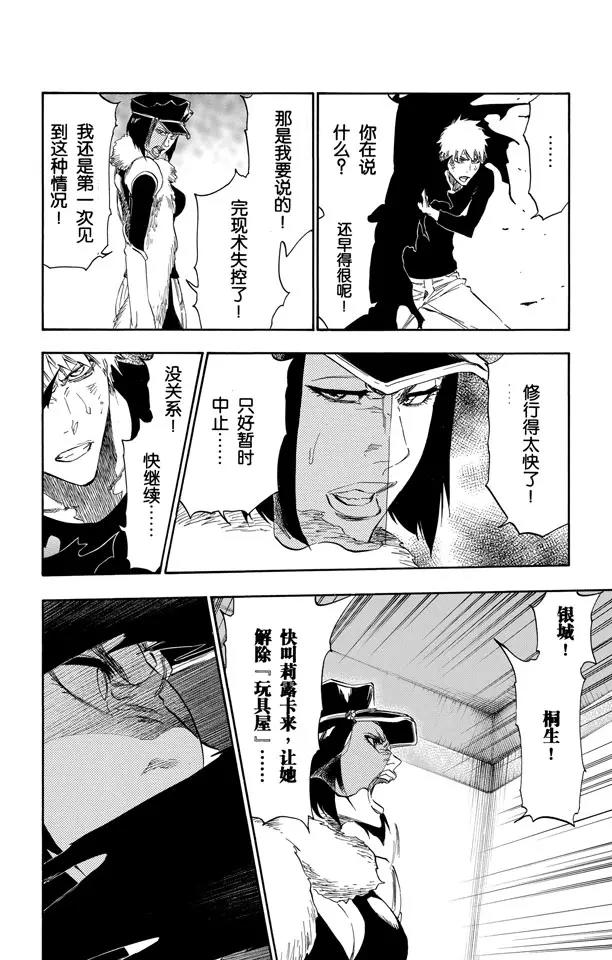 ……
你在说
什么？
还早得很呢！
那是我要说的！
完现术失控了！
我还是第一次见
到这种情况！
修行得太快了！
只好暂时
中止……
没关系！
快继续……
银城！
桐生！
快叫莉露卡来，让她
解除『玩具屋』……